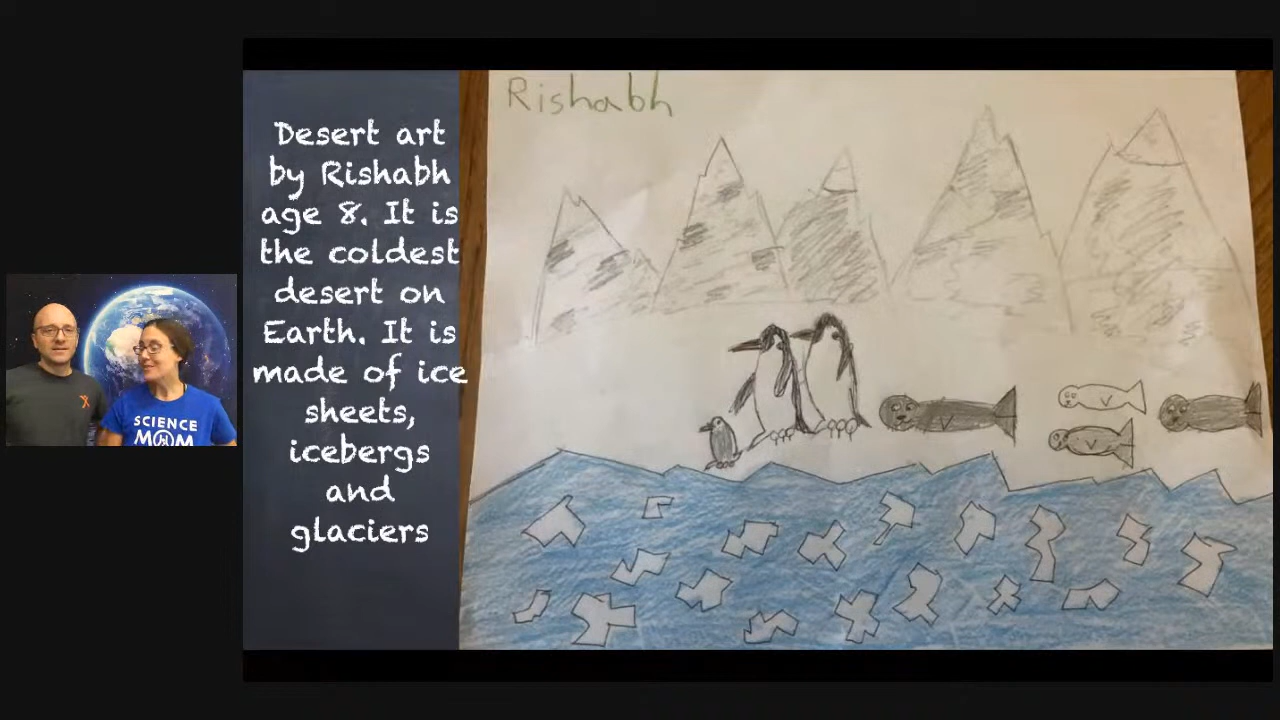 Desert art
by Rishabh
age 8. It is
the coldest
desert on
Earth. It is
made of ice
sheets,
icebergs
and
glaciers
Rishabh
SCIENCE
MOM